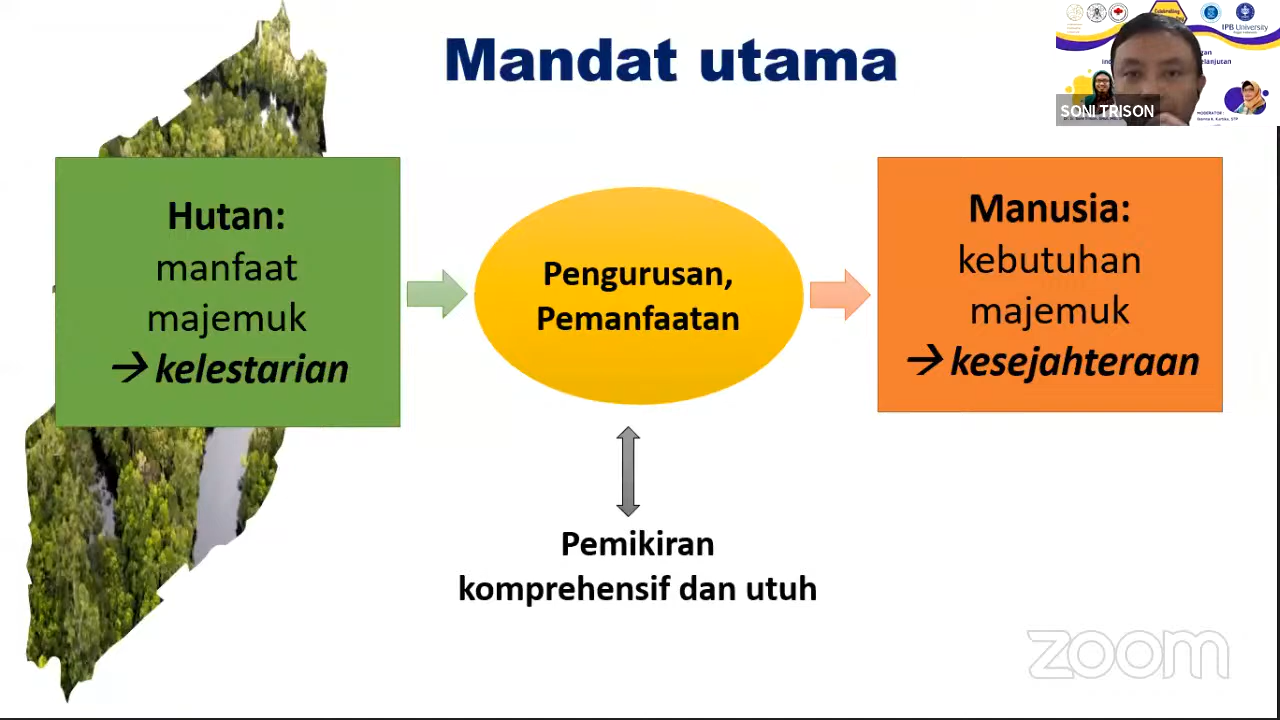 Mandat utama
Hutan:
manfaat
majemuk
→ kelestarian
Pengurusan,
Pemanfaatan
Manusia:
kebutuhan
majemuk
→ kesejahteraan
Pemikiran
komprehensif dan utuh
IPB University
SONI TRISON
MODERATOR
zoom